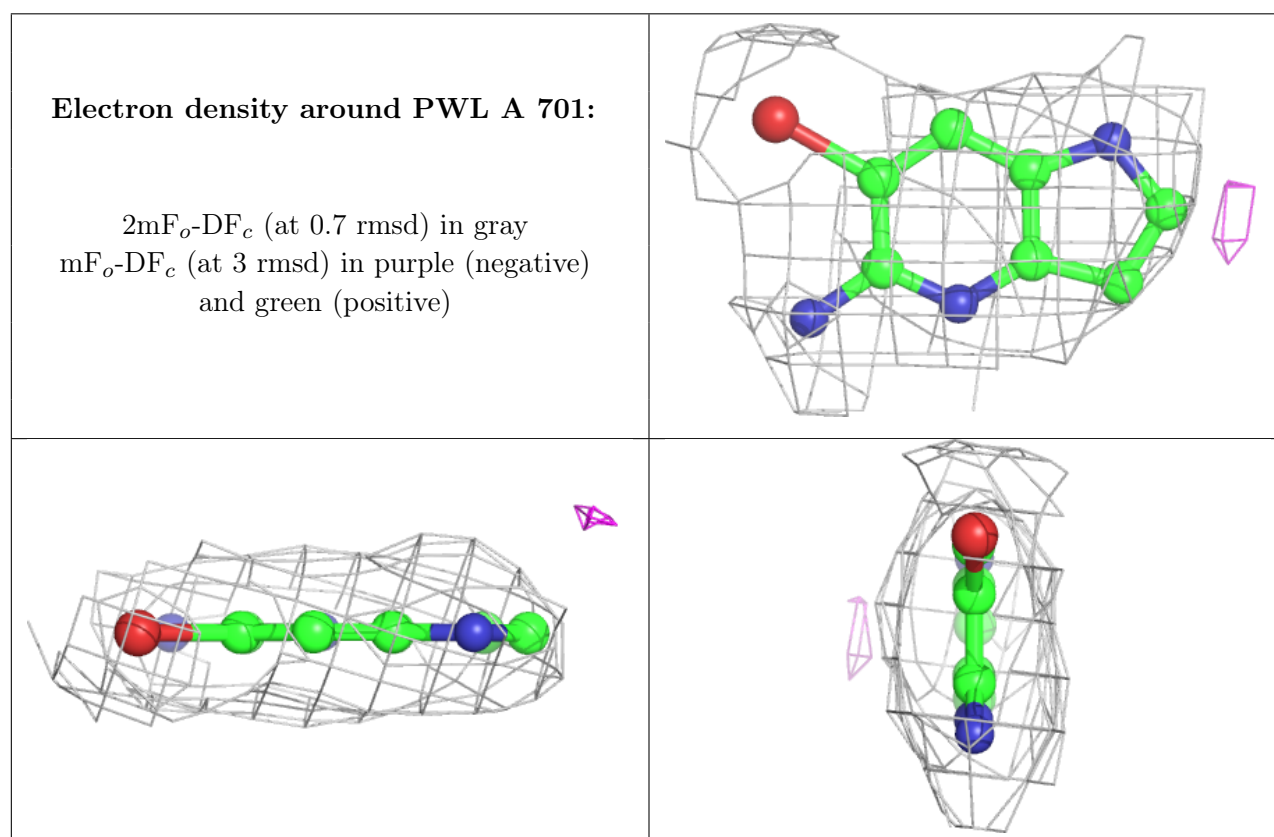 Electron density around PWL A 701:
2mFo-DFc (at 0.7 rmsd) in gray
mFo-DFc (at 3 rmsd) in purple (negative)
and green (positive)